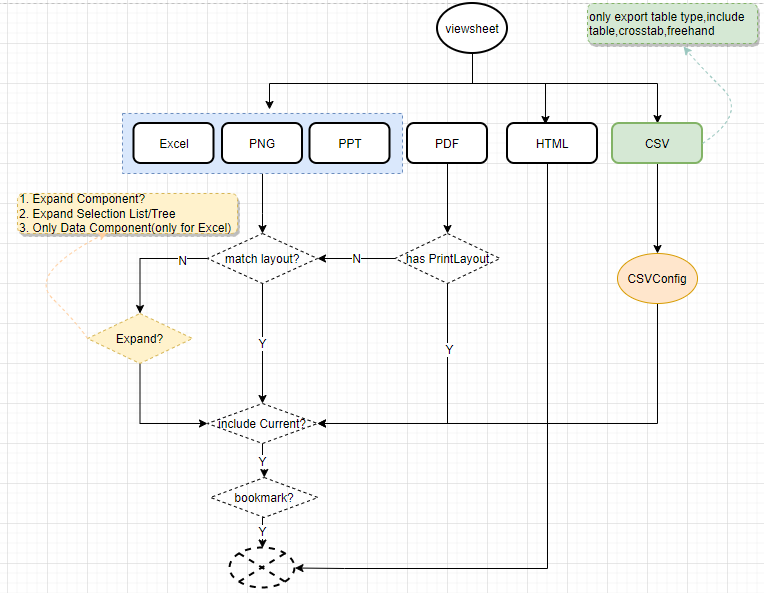 viewsheet
only export table type,include
table,crosstab,freehand
Excel
PNG
PPT
PDF
HTML
CSV
1. Expand Component?
2. Expand Selection List/Tree
3. Only Data Component(only for Excel)
N
match layout?
N
has PrintLayout
CSVConfig
Expand?
Y
Y
include Current?
Y
bookmark?
Y